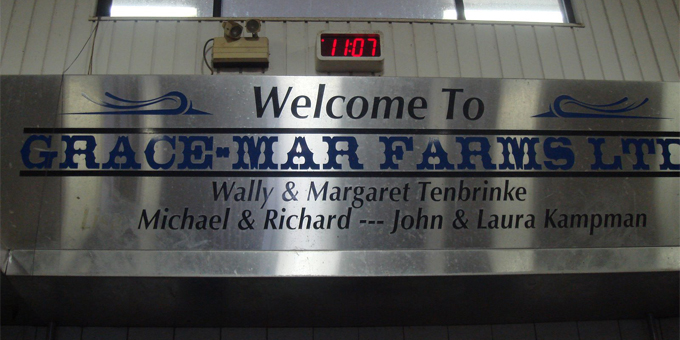 11:07
Welcome To
GRACE-MAR FARMS LTD
Wally & Margaret Tenbrinke
Michael & Richard --- John & Laura Kampman